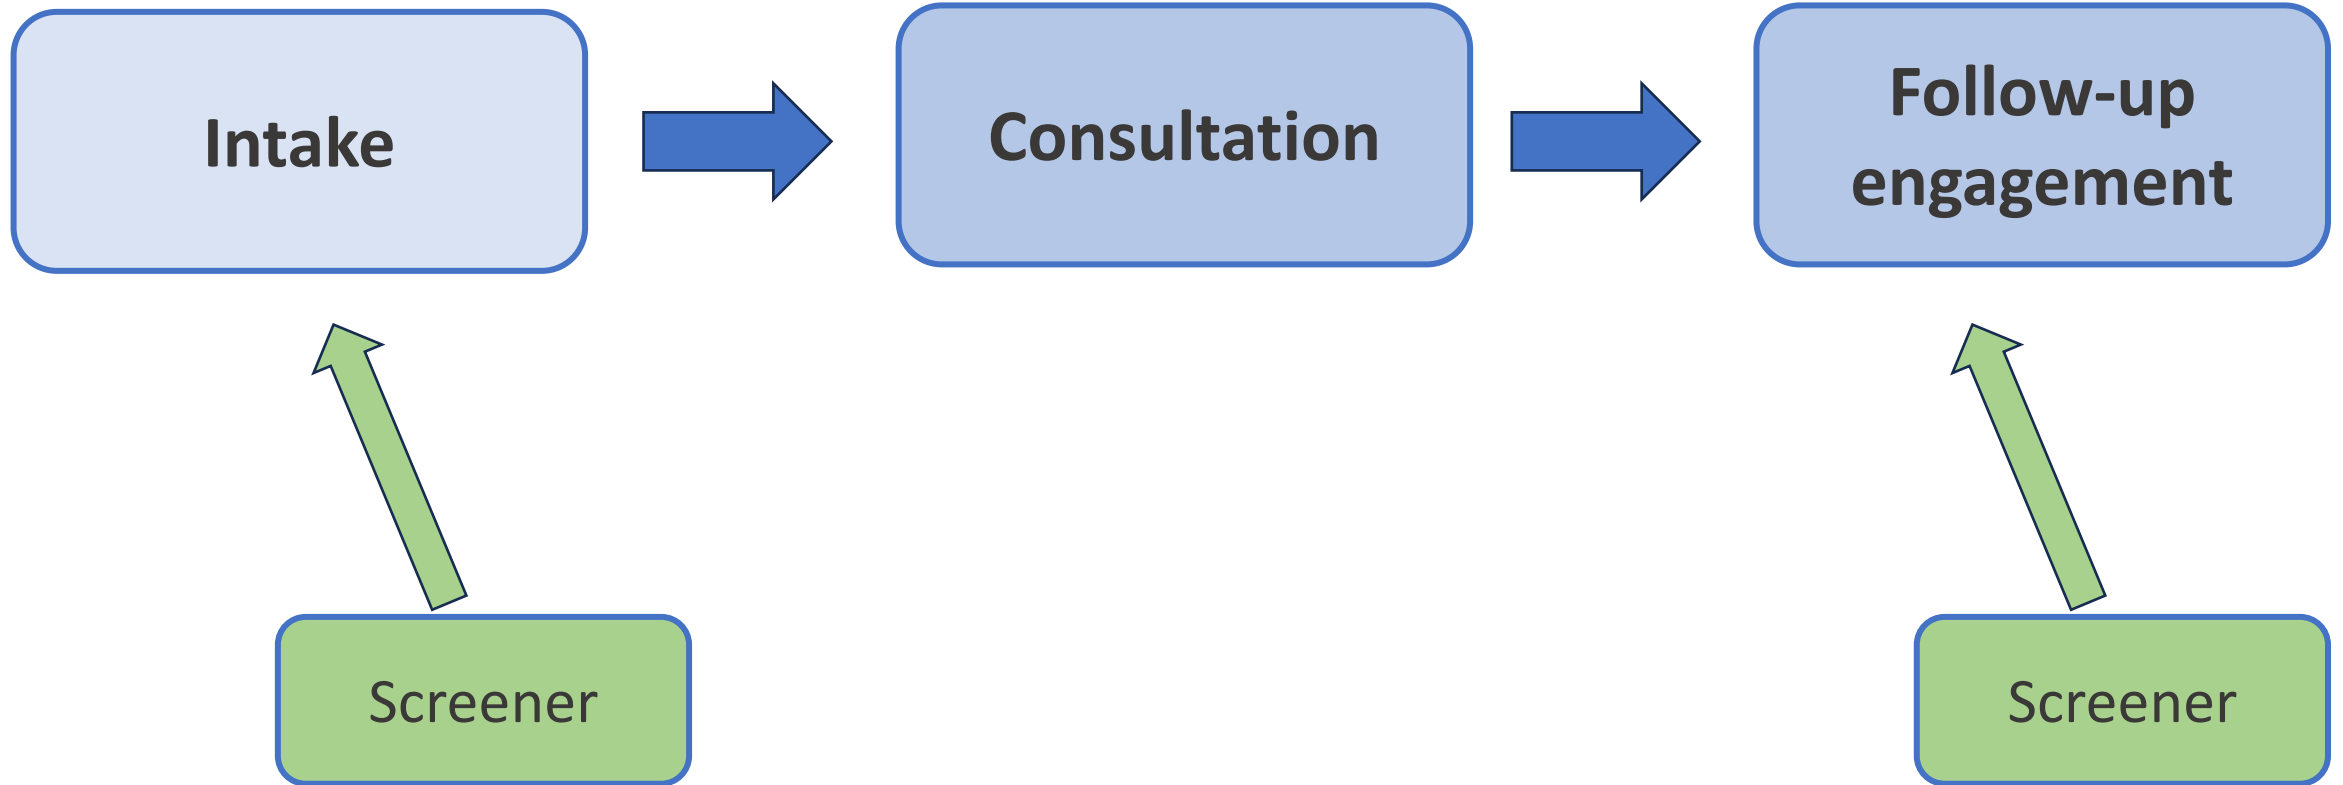 Intake
Consultation
Follow-up
engagement
Screener
Screener